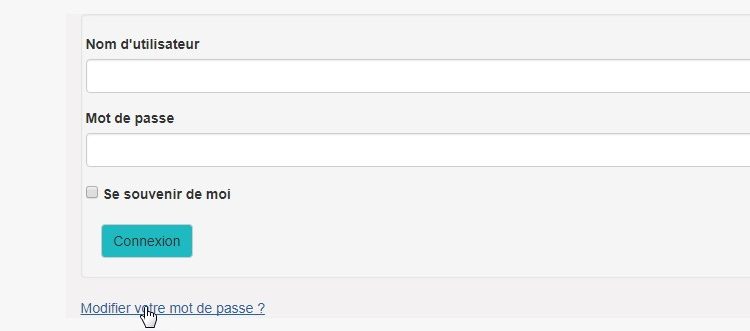 Nom d'utilisateur
Mot de passe
Se souvenir de moi
Connexion
Modifier votre mot de passe ?